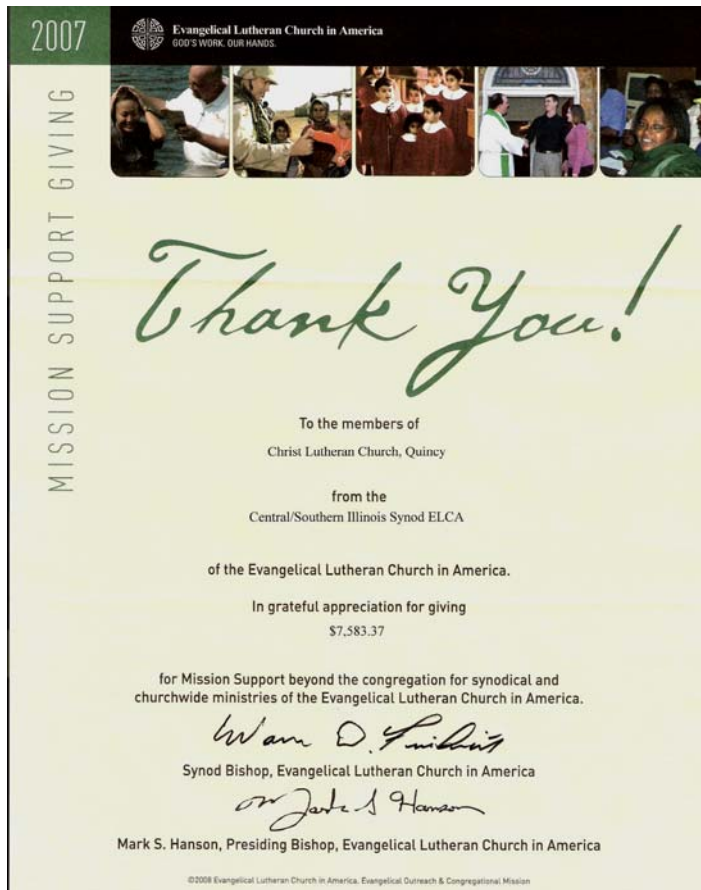 2007
Evangelical Lutheran Church in America
GOD'S WORK. OUR HANDS.
MISSION SUPPORT GIVING
Thank You!
To the members of
Christ Lutheran Church, Quincy
from the
Central/Southern Illinois Synod ELCA
of the Evangelical Lutheran Church in America.
In grateful appreciation for giving
$7,583.37
for Mission Support beyond the congregation for synodical and
churchwide ministries of the Evangelical Lutheran Church in America.
Synod Bishop, Evangelical Lutheran Church in America
Mark S. Hanson, Presiding Bishop, Evangelical Lutheran Church in America
©2008 Evangelical Lutheran Church in America. Evangelical Outreach & Congregational Mission